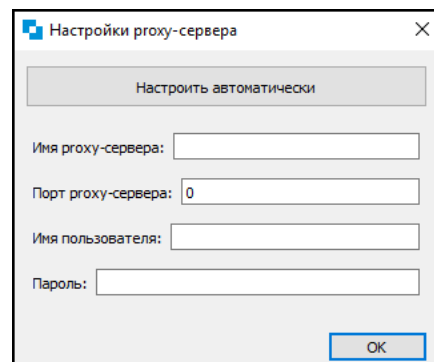 Настройки proxy-сервера
Настроить автоматически
Имя proxy-сервера:
Порт proxy-сервера: 0
Имя пользователя:
Пароль:
OK